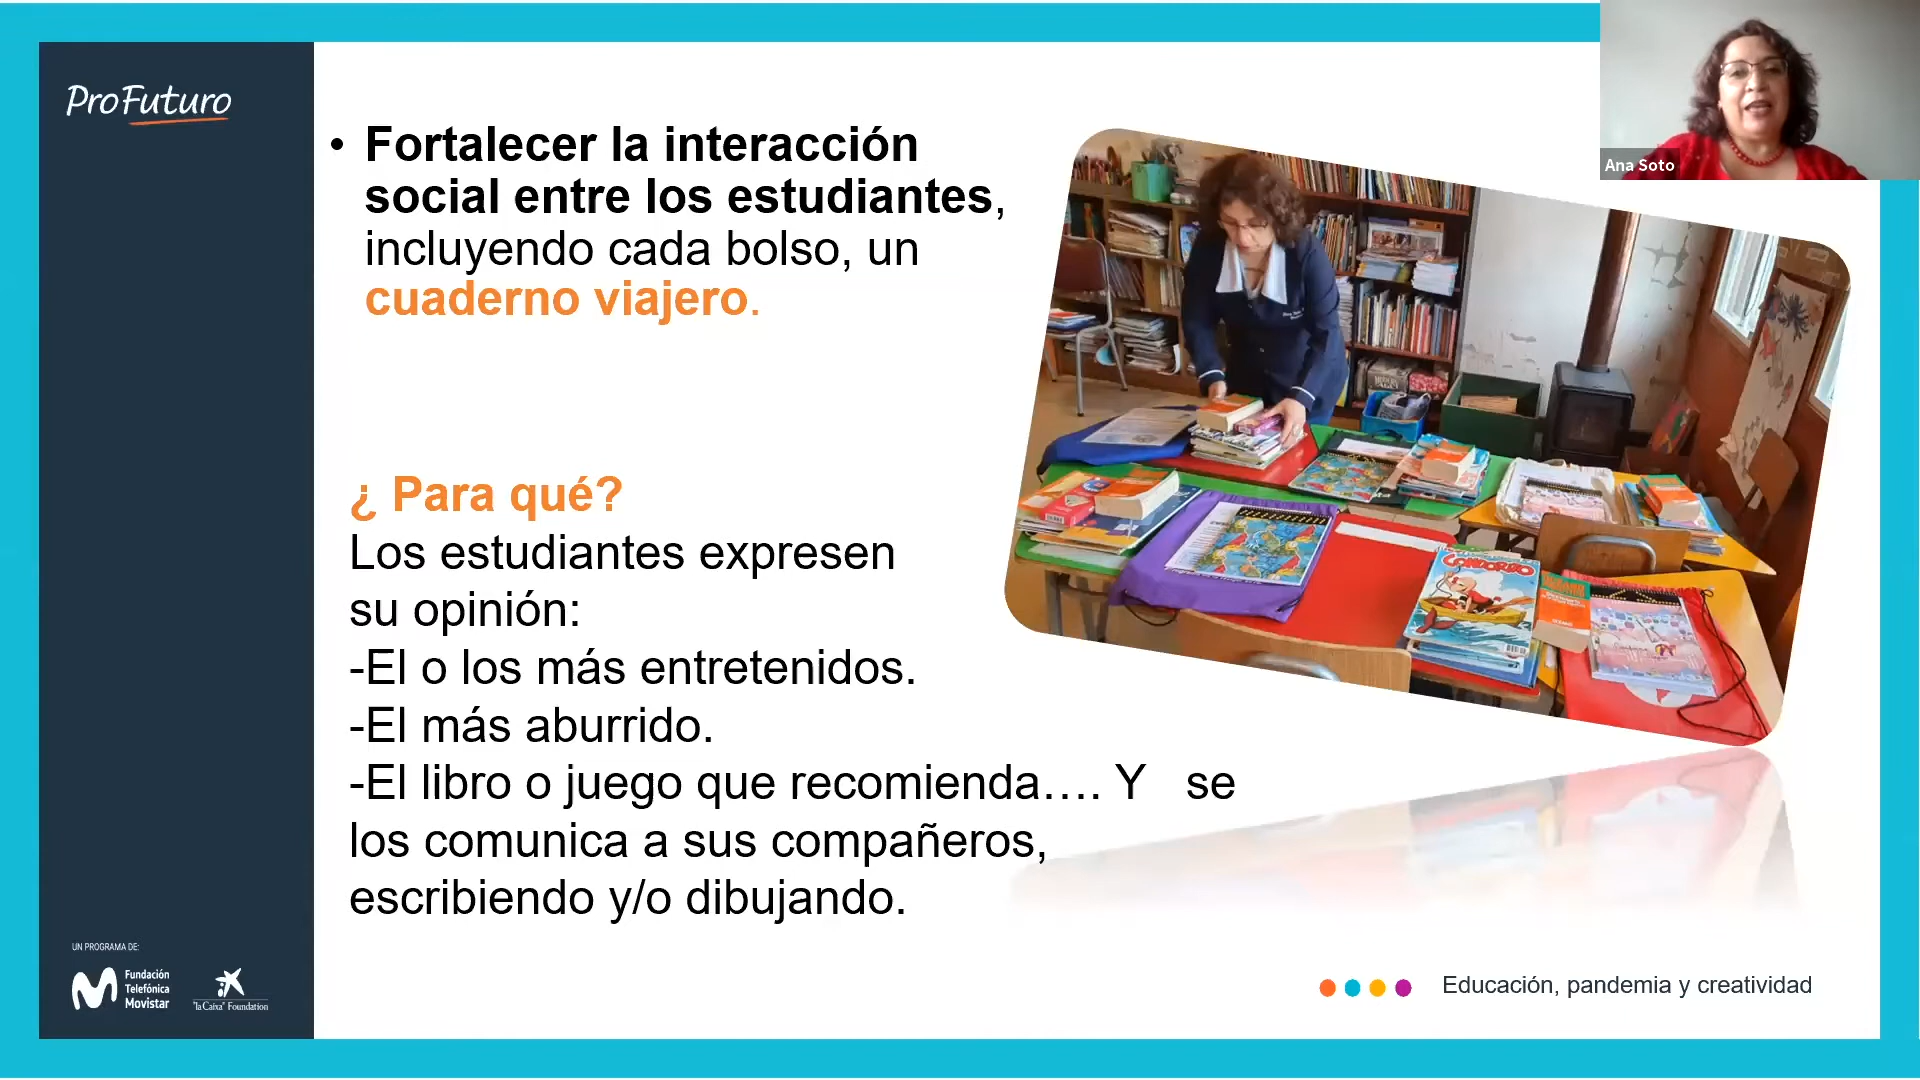 ProFuturo
• Fortalecer la interacción
social entre los estudiantes,
incluyendo cada bolso, un
cuaderno viajero.
¿ Para qué?
Los estudiantes expresen
su opinión:
-El o los más entretenidos.
-El más aburrido.
-El libro o juego que recomienda…. Y se
los comunica a sus compañeros,
escribiendo y/o dibujando.
Ana Soto
CONDORITO
UN PROGRAMA DE:
Fundación
Telefónica
Movistar
"la Caixa" Foundation
Educación, pandemia y creatividad